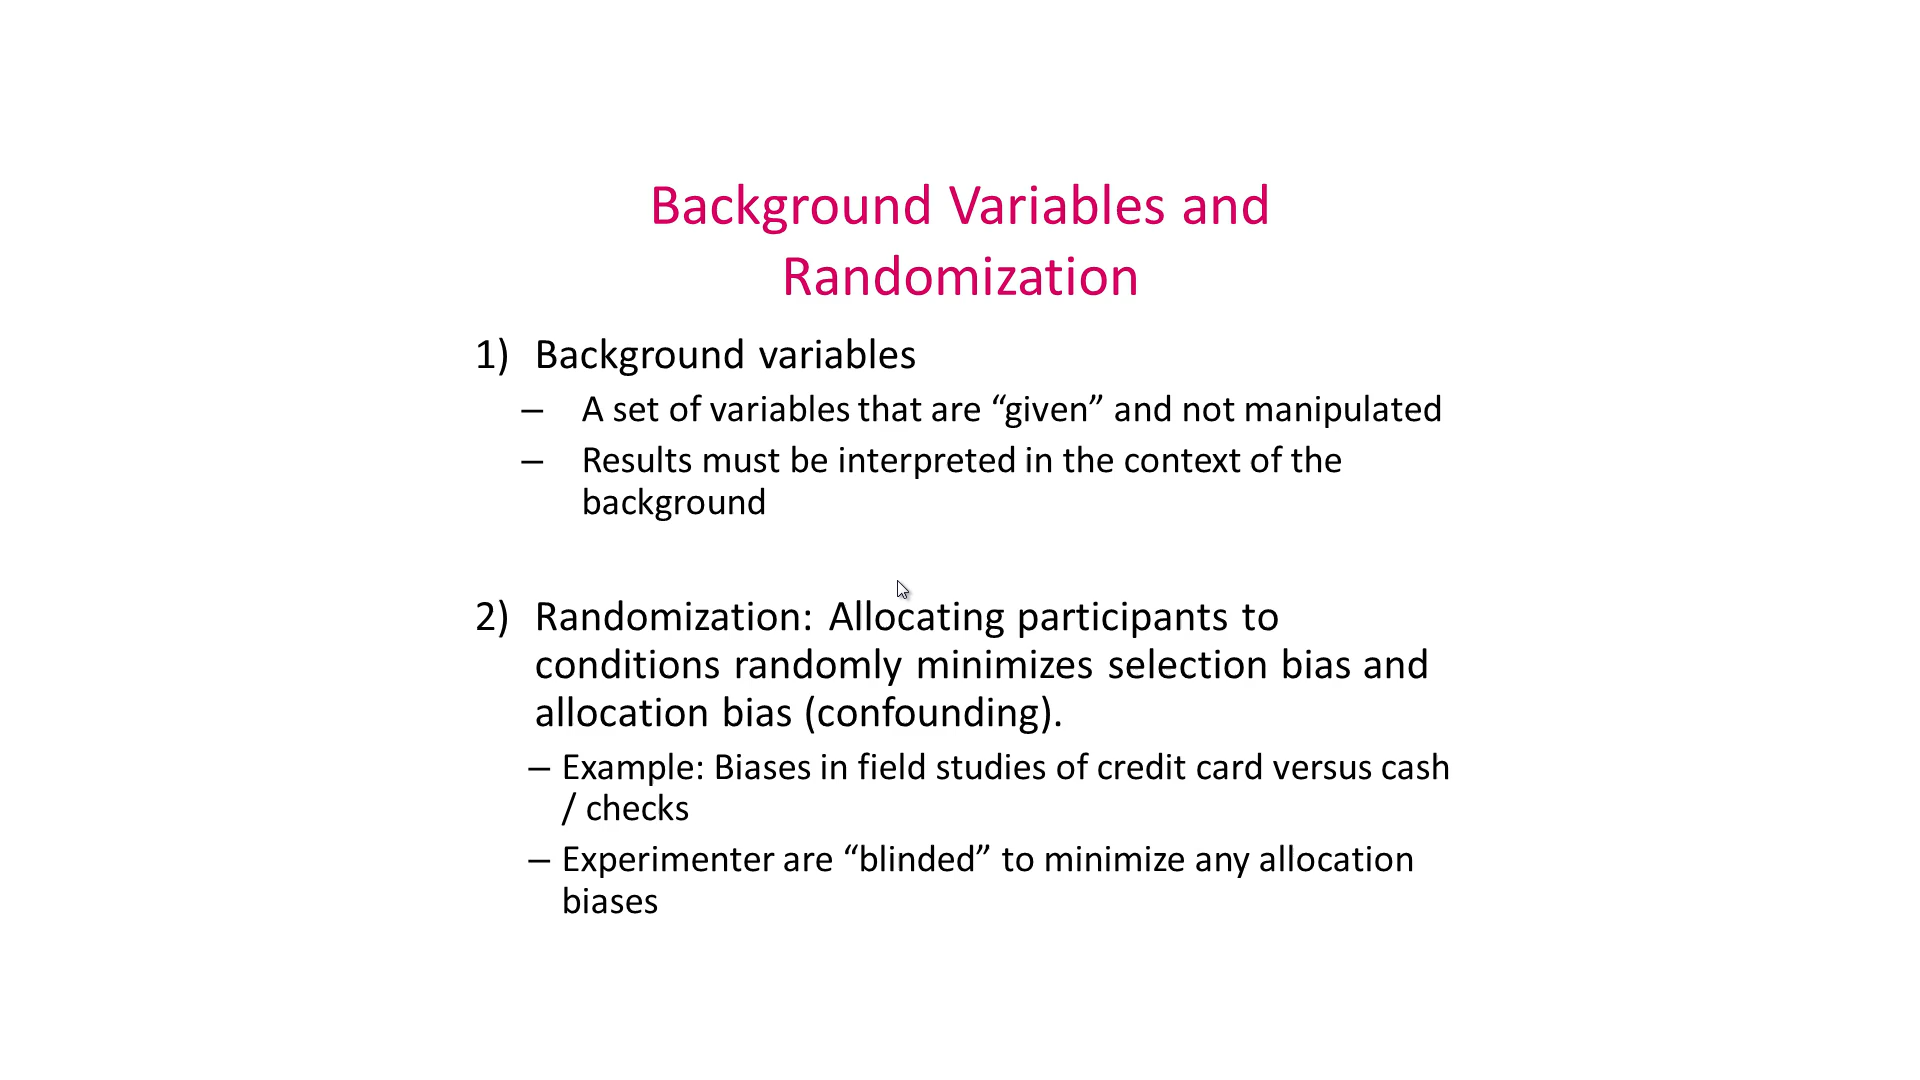 Background Variables and
Randomization
1) Background variables
– A set of variables that are “given” and not manipulated
– Results must be interpreted in the context of the
background
2) Randomization: Allocating participants to
conditions randomly minimizes selection bias and
allocation bias (confounding).
– Example: Biases in field studies of credit card versus cash
/ checks
– Experimenter are “blinded” to minimize any allocation
biases